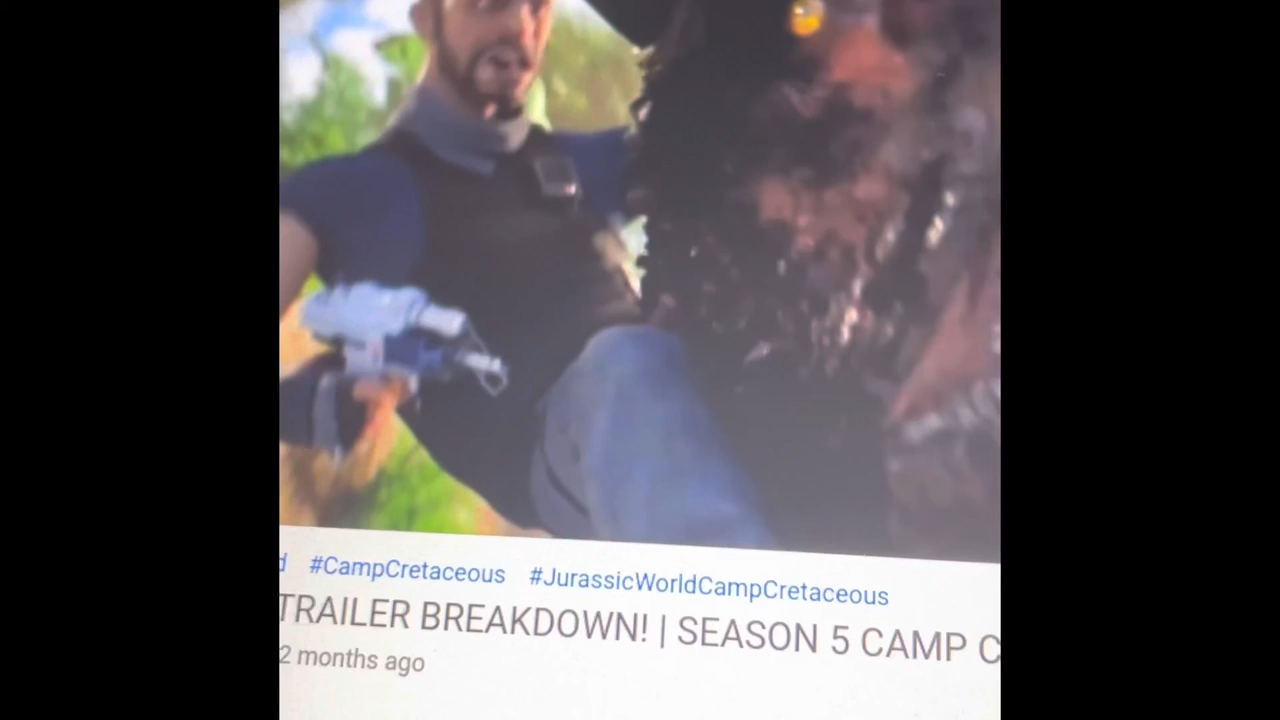 #CampCretaceous #JurassicWorldCampCretaceous
TRAILER BREAKDOWN! | SEASON 5 CAMP
2 months ago